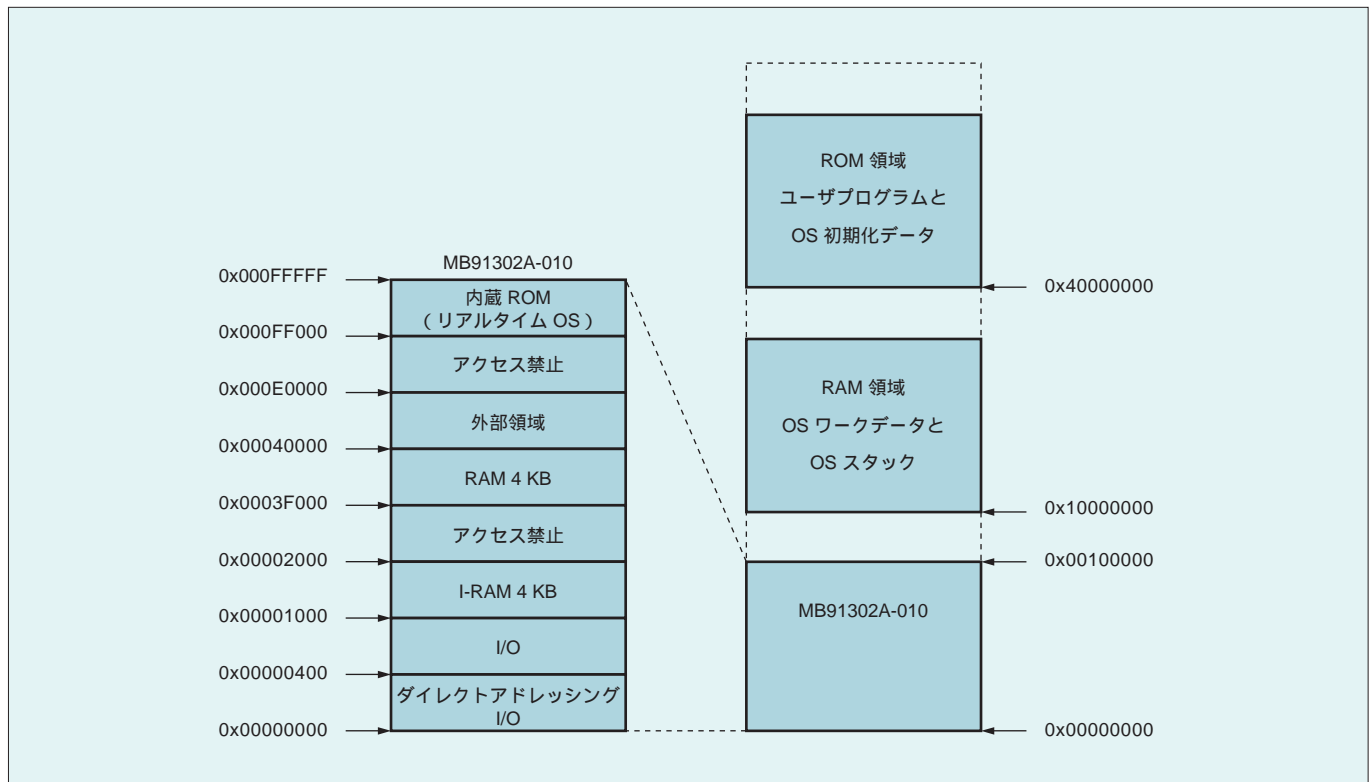 MB91302A-010
0x000FFFFF
内蔵 ROM
( リアルタイム OS )
0x000FF000
アクセス禁止
0x000E0000
外部領域
0x00040000
RAM 4 KB
0x0003F000
アクセス禁止
0x00002000
I-RAM 4 KB
0x00001000
I/O
0x00000400
ダイレクトアドレッシング
I/O
0x00000000
ROM 領域
ユーザプログラムと
OS 初期化データ
0x40000000
RAM 領域
OS ワークデータと
OS スタック
0x10000000
0x00100000
MB91302A-010
0x00000000